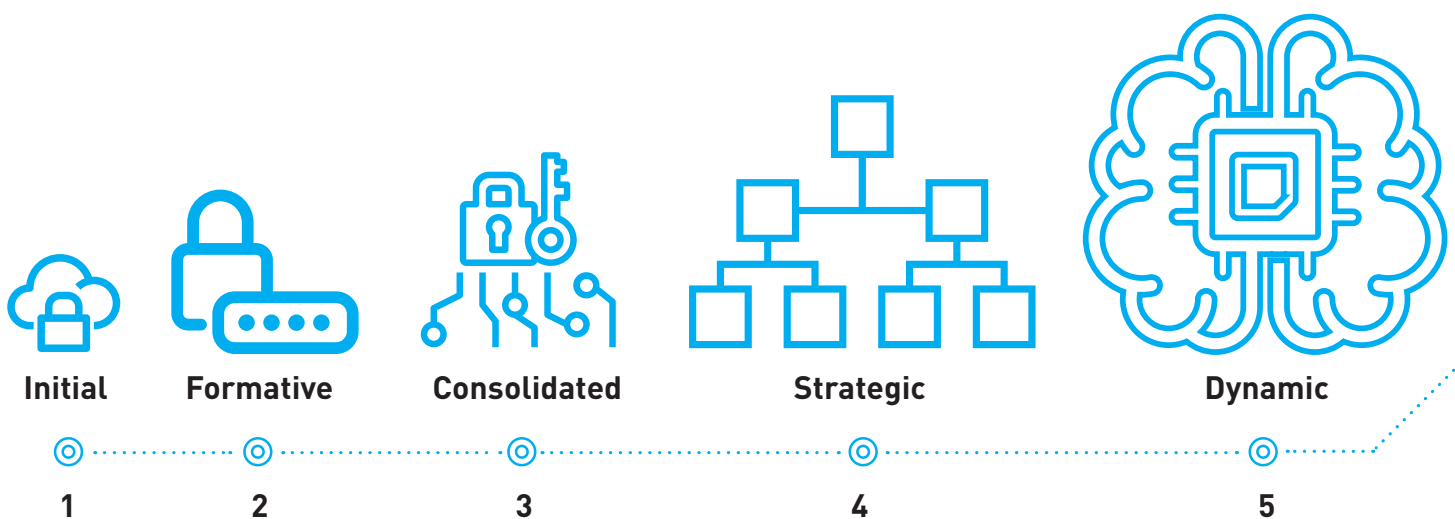 Initial
Formative
Consolidated
Strategic
Dynamic
1
2
3
4
5